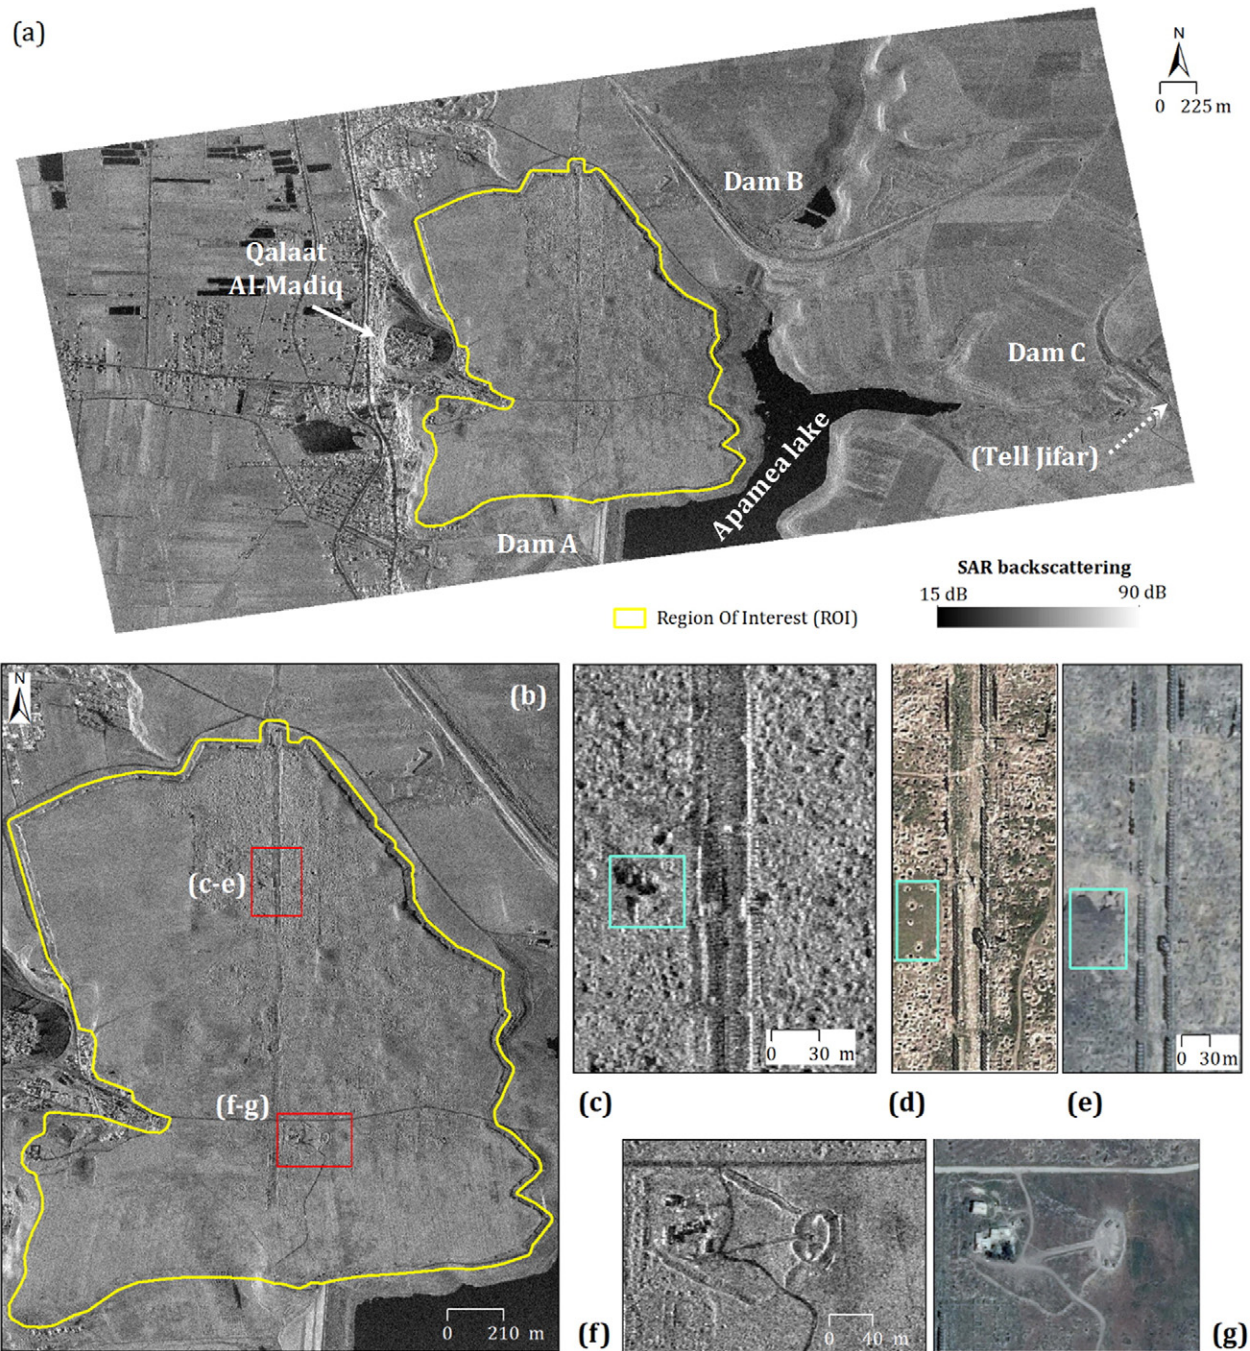 (a)
N
0 225 m
Dam B
Qalaat
Al-Madiq
Dam C
(Tell Jifar)
Apamea lake
Dam A
SAR backscattering
15 dB 90 dB
Region Of Interest (ROI)
N
(b)
(c-e)
(f-g)
0 210 m
0 30 m
0 30m
(c)
(d)
(e)
0 40 m
(f)
(g)